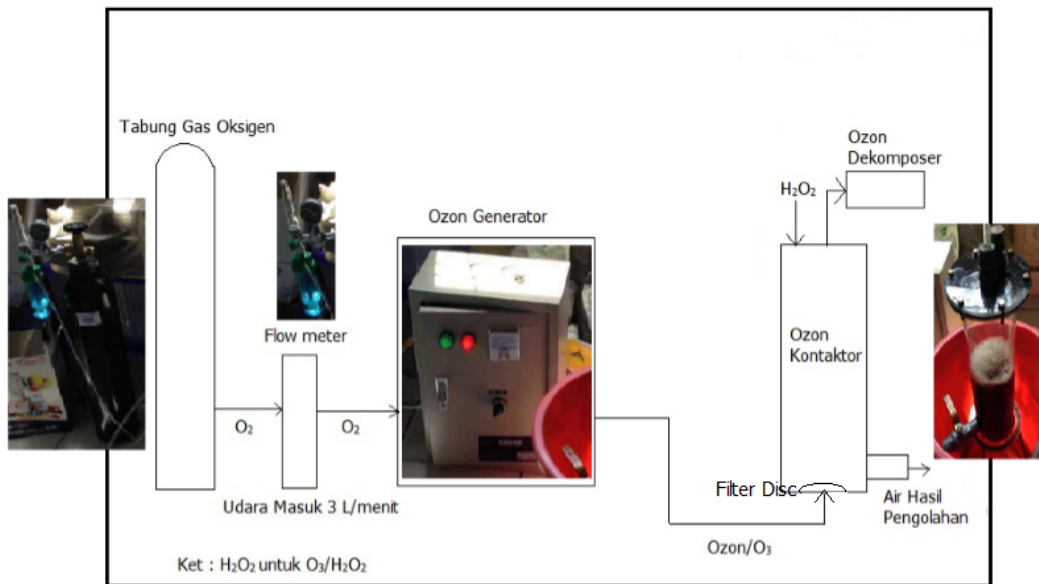 Tabung Gas Oksigen
Flow meter
O₂
O₂
Udara Masuk 3 L/menit
Ozon Generator
Ozon/O₃
H₂O₂
Ozon
Dekomposer
Ozon
Kontaktor
Filter Disc
Air Hasil
Pengolahan
Ket : H₂O₂ untuk O₃/H₂O₂